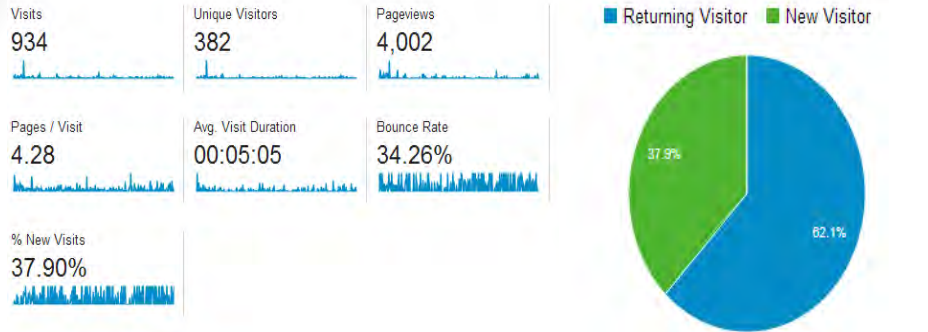 Visits
934
Unique Visitors
382
Pageviews
4,002
Pages / Visit
4.28
Avg. Visit Duration
00:05:05
Bounce Rate
34.26%
% New Visits
37.90%
Returning Visitor New Visitor
37.9%
62.1%